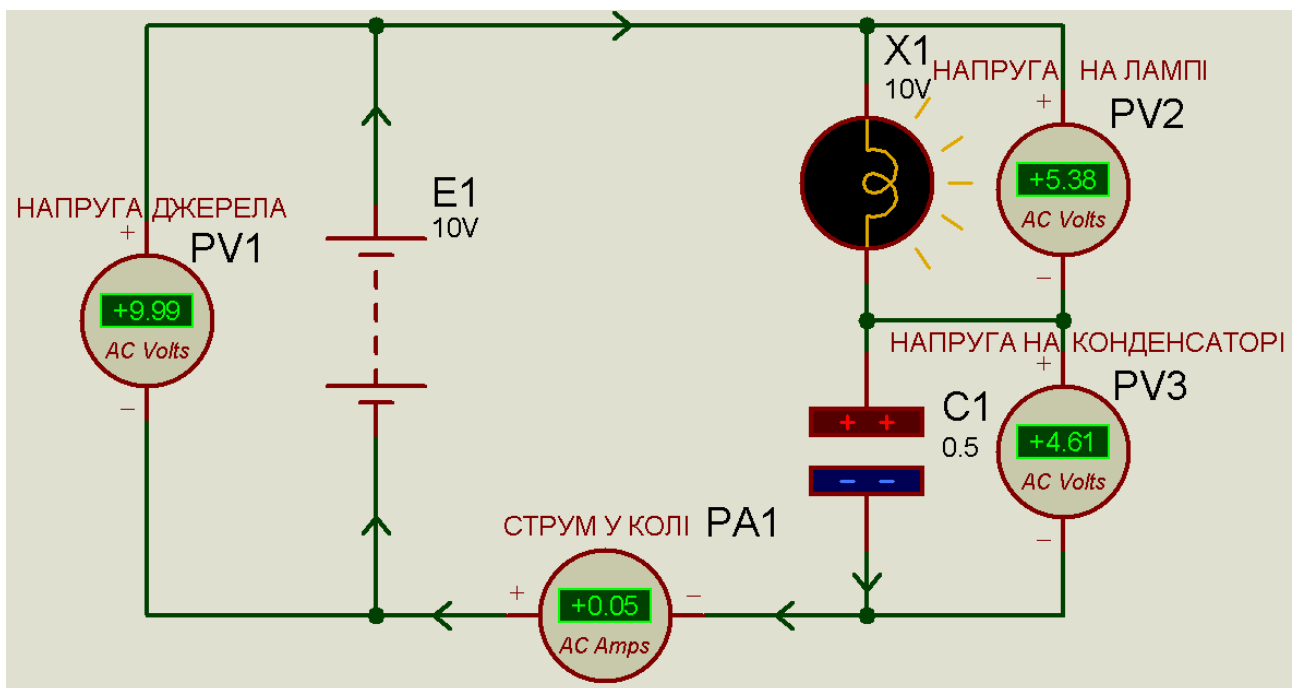 X1
10V
НАПРУГА НА ЛАМПІ
+
PV2
+5.38
AC Volts
−
НАПРУГА ДЖЕРЕЛА
+
PV1
+9.99
AC Volts
−
E1
10V
НАПРУГА НА КОНДЕНСАТОРІ
+
PV3
+4.61
AC Volts
−
C1
0.5
+ +
− −
СТРУМ У КОЛІ
PA1
+
−
+0.05
AC Amps